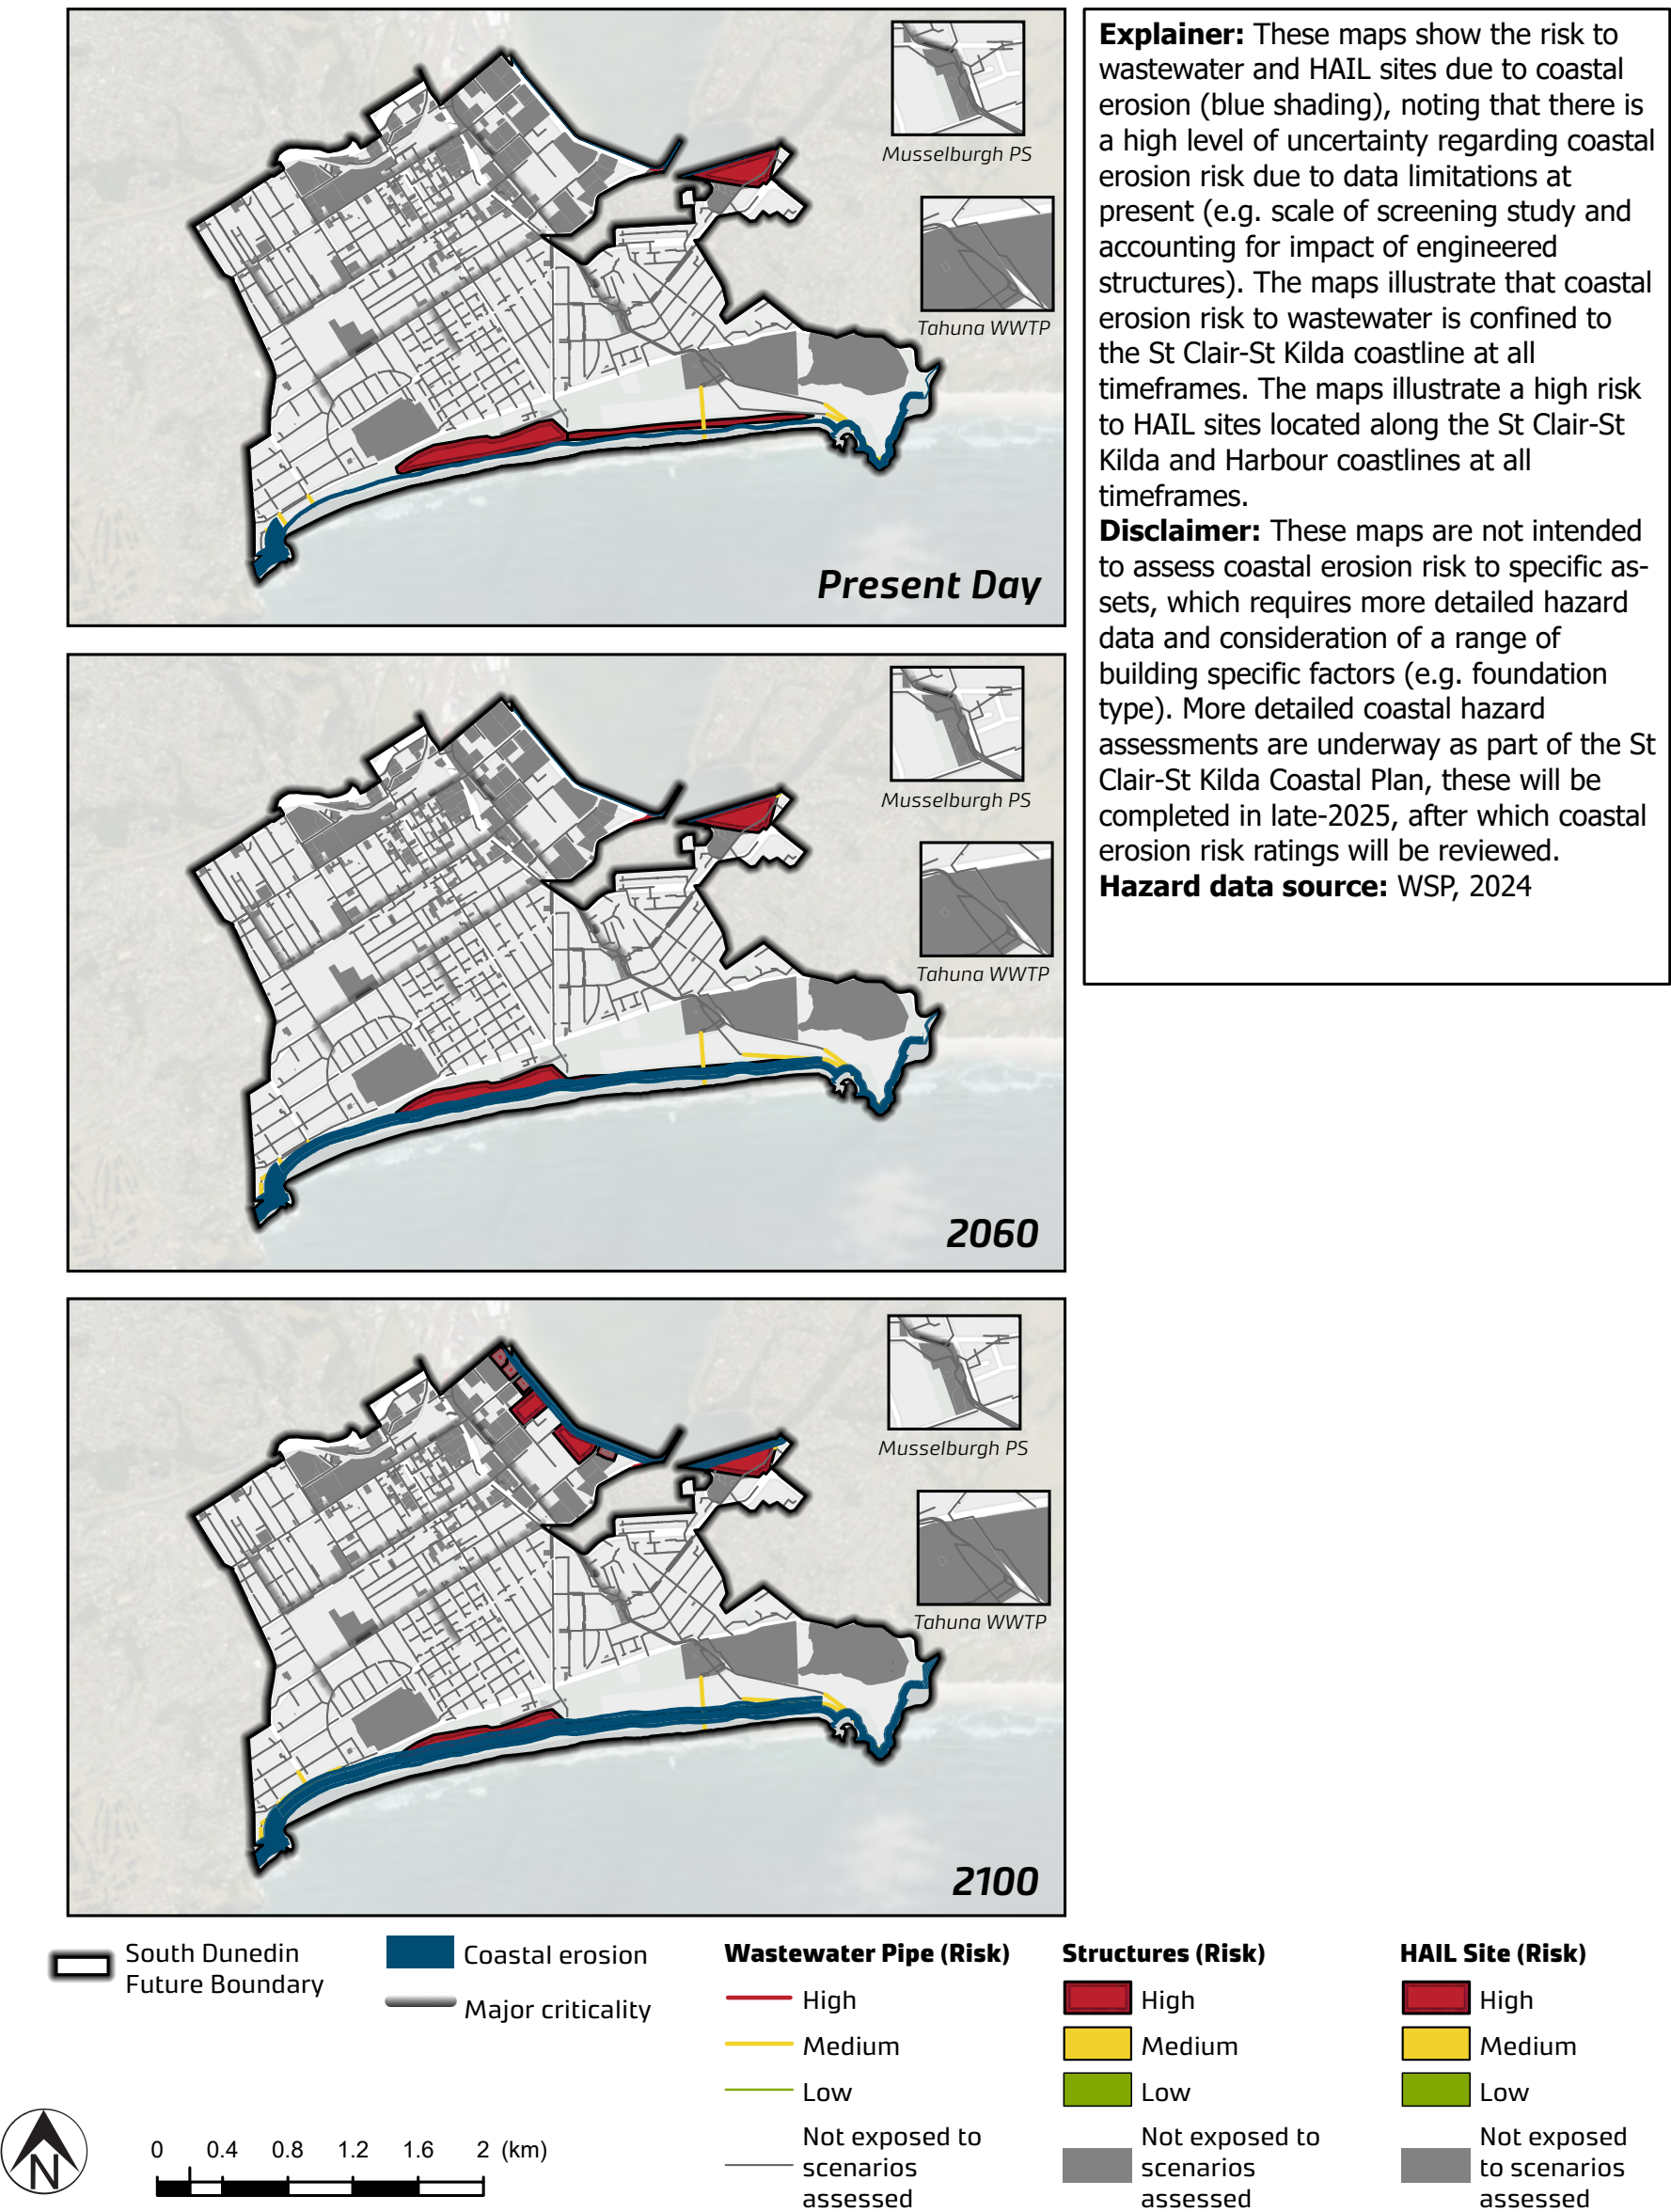 Musselburgh PS
Tahuna WWTP
Present Day
Explainer: These maps show the risk to
wastewater and HAIL sites due to coastal
erosion (blue shading), noting that there is
a high level of uncertainty regarding coastal
erosion risk due to data limitations at
present (e.g. scale of screening study and
accounting for impact of engineered
structures). The maps illustrate that coastal
erosion risk to wastewater is confined to
the St Clair-St Kilda coastline at all
timeframes. The maps illustrate a high risk
to HAIL sites located along the St Clair-St
Kilda and Harbour coastlines at all
timeframes.
Disclaimer: These maps are not intended
to assess coastal erosion risk to specific as-
sets, which requires more detailed hazard
data and consideration of a range of
building specific factors (e.g. foundation
type). More detailed coastal hazard
assessments are underway as part of the St
Clair-St Kilda Coastal Plan, these will be
completed in late-2025, after which coastal
erosion risk ratings will be reviewed.
Hazard data source: WSP, 2024
Musselburgh PS
Tahuna WWTP
2060
Musselburgh PS
Tahuna WWTP
2100
South Dunedin
Future Boundary
Coastal erosion
Major criticality
Wastewater Pipe (Risk)
High
Medium
Low
Not exposed to
scenarios
assessed
Structures (Risk)
High
Medium
Low
Not exposed to
scenarios
assessed
HAIL Site (Risk)
High
Medium
Low
Not exposed
to scenarios
assessed
N
0 0.4 0.8 1.2 1.6 2 (km)